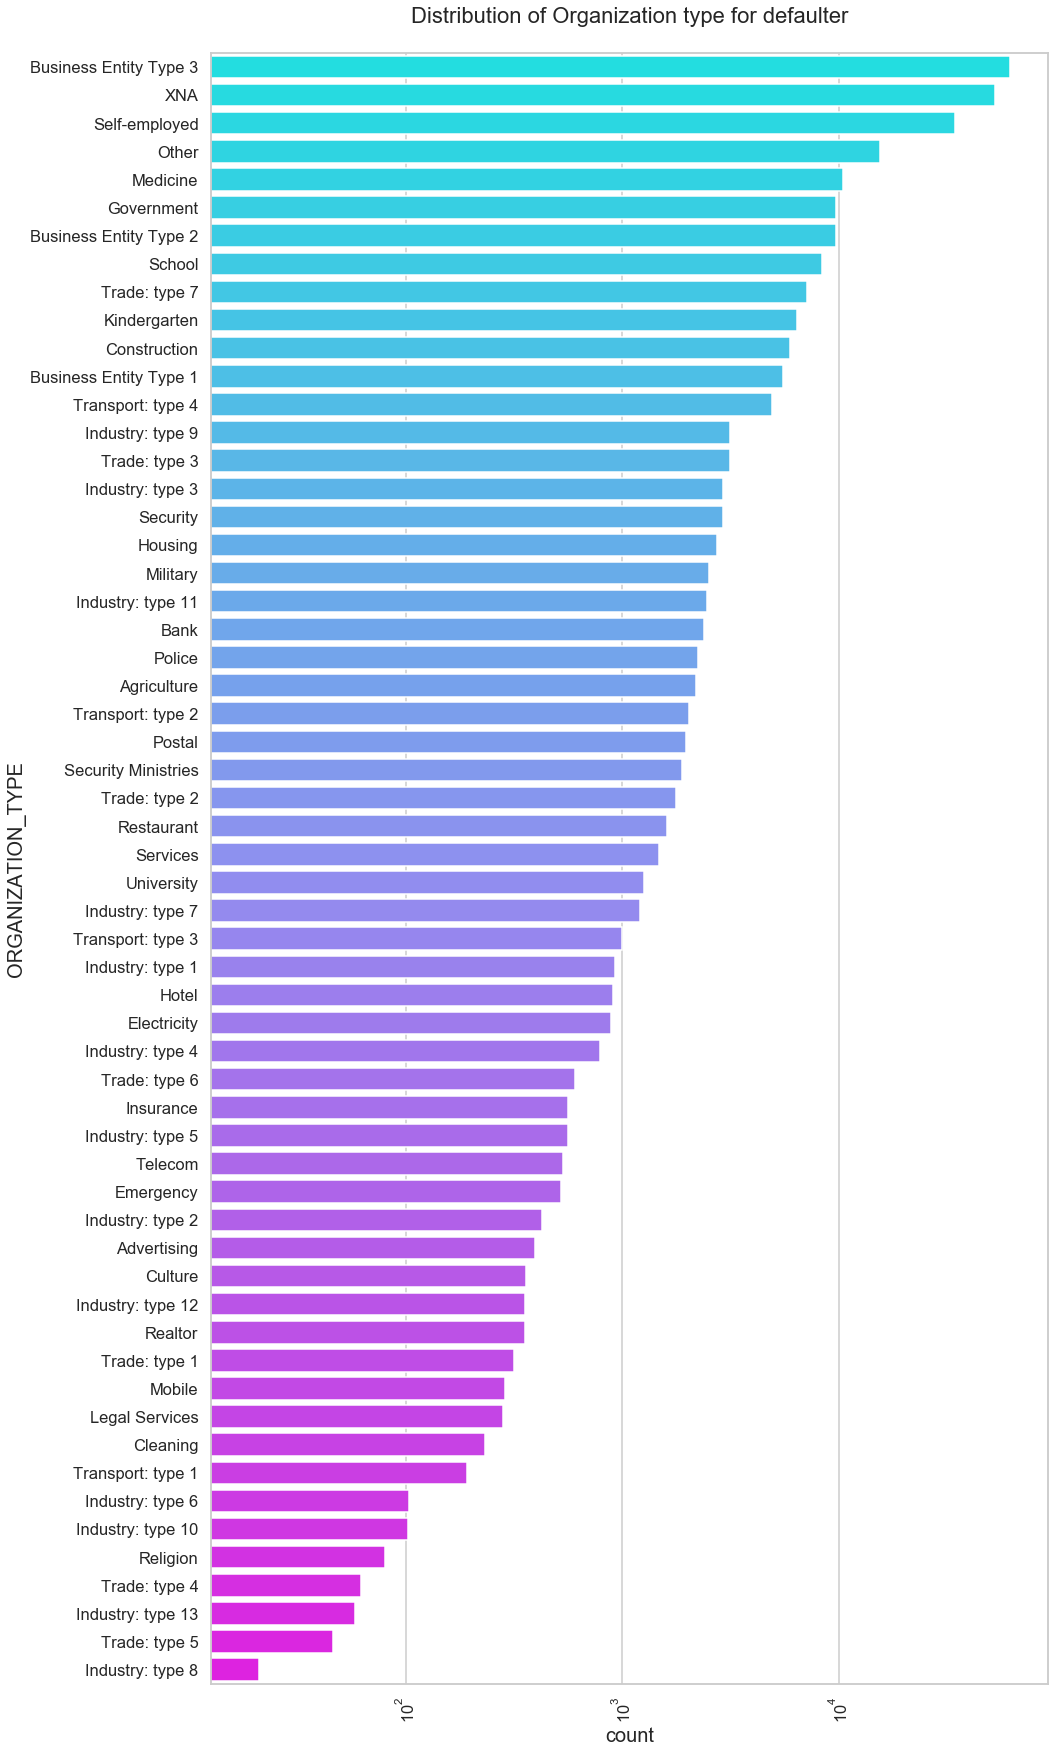 Distribution of Organization type for defaulter
Business Entity Type 3
XNA
Self-employed
Other
Medicine
Government
Business Entity Type 2
School
Trade: type 7
Kindergarten
Construction
Business Entity Type 1
Transport: type 4
Industry: type 9
Trade: type 3
Industry: type 3
Security
Housing
Military
Industry: type 11
Bank
Police
Agriculture
Transport: type 2
Postal
Security Ministries
Trade: type 2
Restaurant
Services
University
Industry: type 7
Transport: type 3
Industry: type 1
Hotel
Electricity
Industry: type 4
Trade: type 6
Insurance
Industry: type 5
Telecom
Emergency
Industry: type 2
Advertising
Culture
Industry: type 12
Realtor
Trade: type 1
Mobile
Legal Services
Cleaning
Transport: type 1
Industry: type 6
Industry: type 10
Religion
Trade: type 4
Industry: type 13
Trade: type 5
Industry: type 8
ORGANIZATION_TYPE
10²
10³
10⁴
count